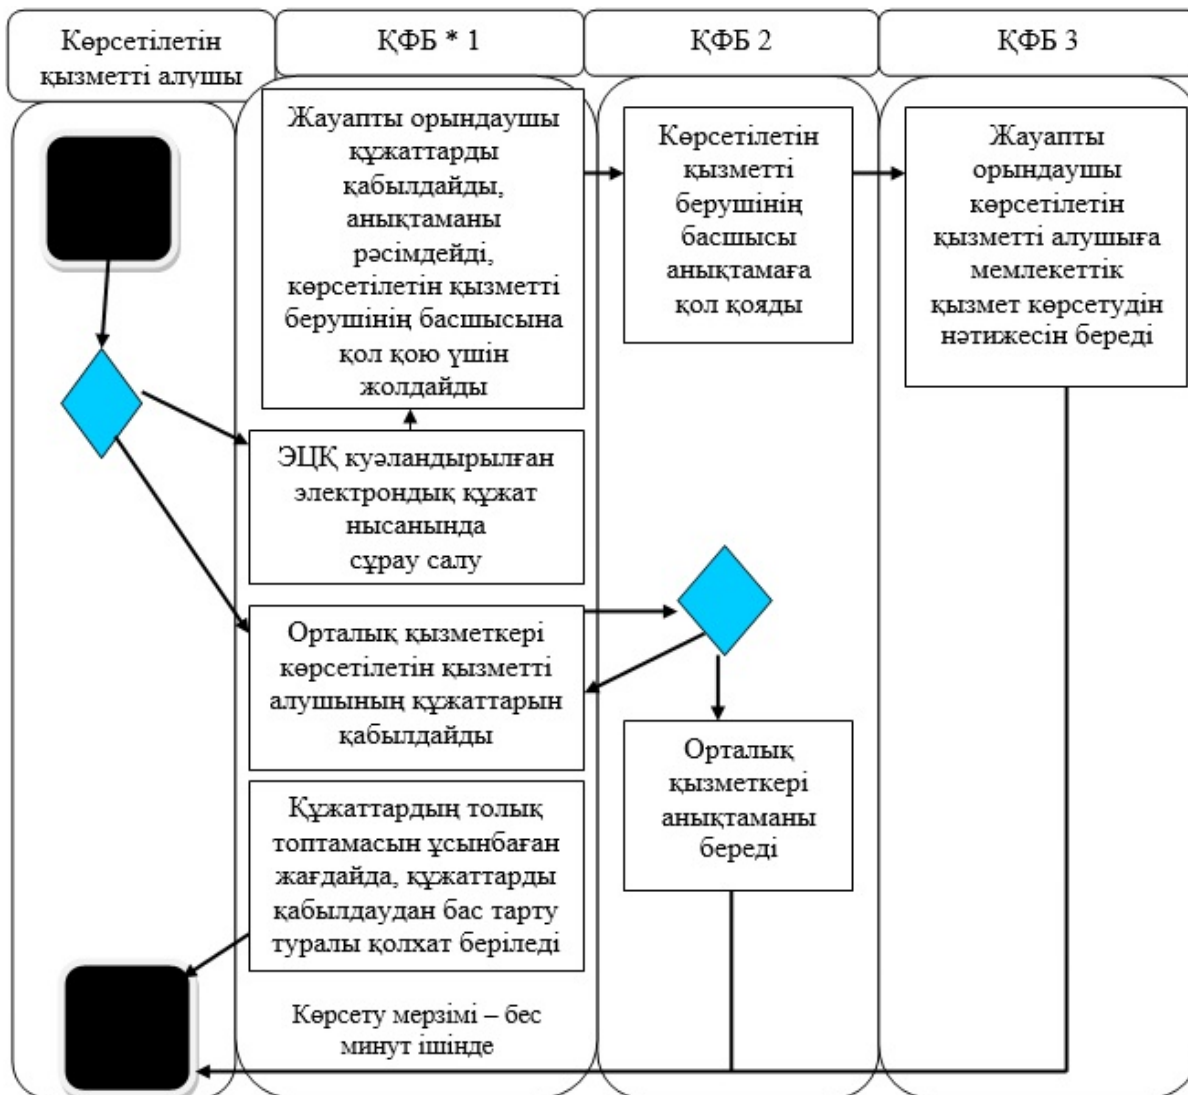 Көрсетілетін
қызметті алушы
ҚФБ * 1
ҚФБ 2
ҚФБ 3
Жауапты орындаушы
құжаттарды
қабылдайды,
анықтаманы
рәсімдейді,
көрсетілетін қызметті
берушінің басшысына
қол қою үшін
жолдайды
Көрсетілетін
қызметті
берушінің
басшысы
анықтамаға
қол қояды
Жауапты
орындаушы
көрсетілетін
қызметті алушыға
мемлекеттік
қызмет көрсетудін
нәтижесін береді
ЭЦҚ куәландырылған
электрондық құжат
нысанында
сұрау салу
Орталық қызметкері
көрсетілетін қызметті
алушының құжаттарын
қабылдайды
Орталық
қызметкері
анықтаманы
береді
Құжаттардың толық
топтамасын ұсынбаған
жағдайда, құжаттарды
қабылдаудан бас тарту
туралы қолхат беріледі
Көрсету мерзімі – бес
минут ішінде